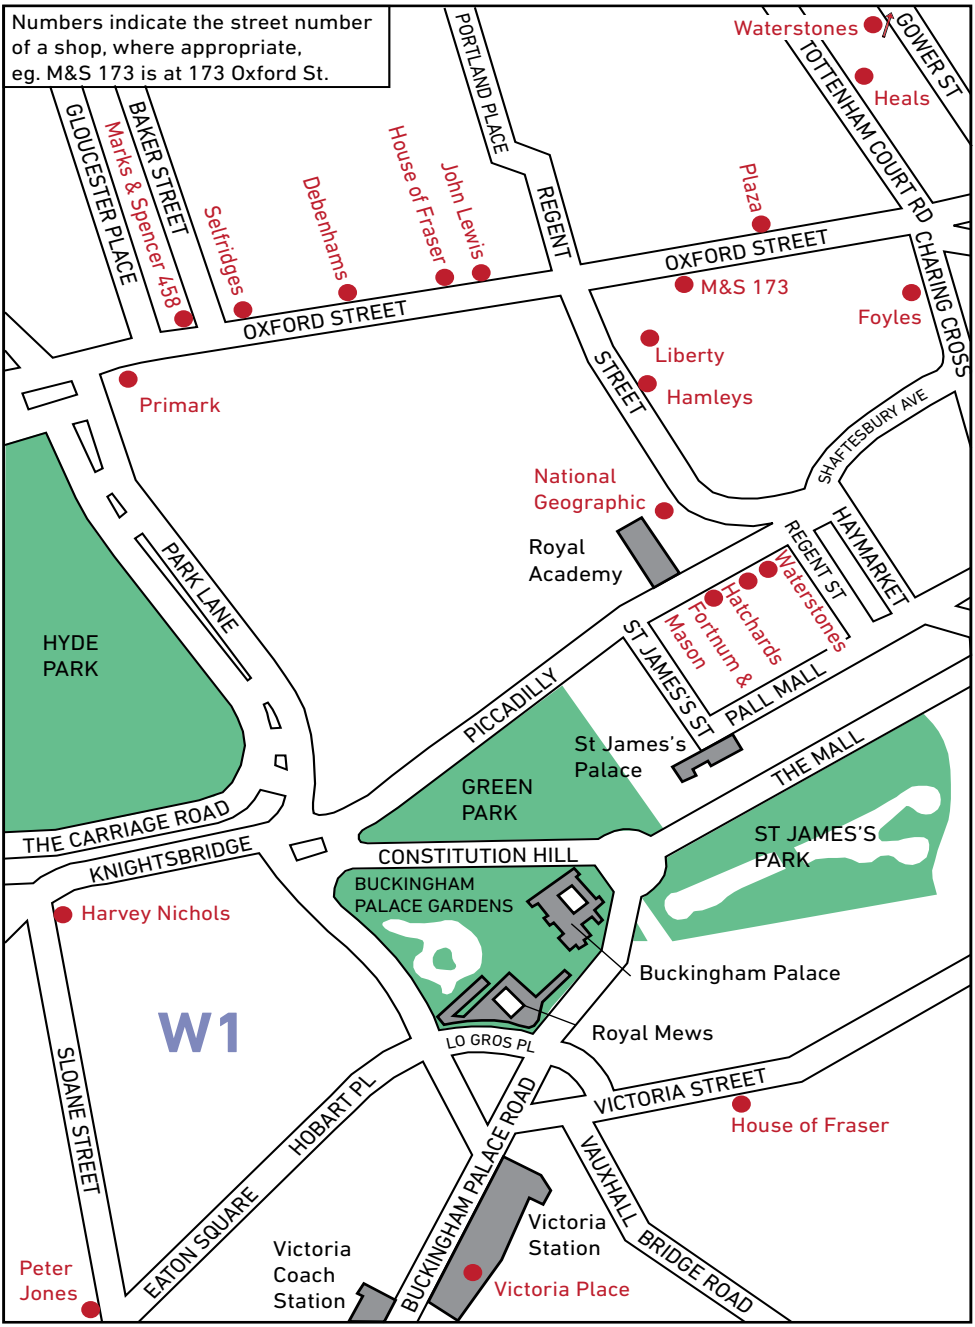 Numbers indicate the street number
of a shop, where appropriate,
eg. M&S 173 is at 173 Oxford St.
PORTLAND PLACE
Waterstones
GOWER ST
TOTTENHAM COURT RD
Heals
GLOUCESTER PLACE
Marks & Spencer 458
BAKER STREET
Selfridges
Debenhams
House of Fraser
John Lewis
REGENT
Plaza
OXFORD STREET
OXFORD STREET
M&S 173
CHARING CROSS
Foyles
Liberty
STREET
Hamleys
Primark
SHAFTESBURY AVE
National
Geographic
Royal
Academy
REGENT ST
HAYMARKET
Waterstones
Hatchards
Fortnum &
Mason
PARK LANE
HYDE
PARK
ST JAMES'S ST
PALL MALL
PICCADILLY
St James's
Palace
THE MALL
GREEN
PARK
ST JAMES'S
PARK
THE CARRIAGE ROAD
KNIGHTSBRIDGE
CONSTITUTION HILL
BUCKINGHAM
PALACE GARDENS
Harvey Nichols
Buckingham Palace
W1
Royal Mews
LO GROS PL
SLOANE STREET
HOBART PL
VICTORIA STREET
House of Fraser
BUCKINGHAM PALACE ROAD
VAUXHALL
BRIDGE ROAD
EATON SQUARE
Victoria
Station
Victoria
Coach
Station
Peter
Jones
Victoria Place